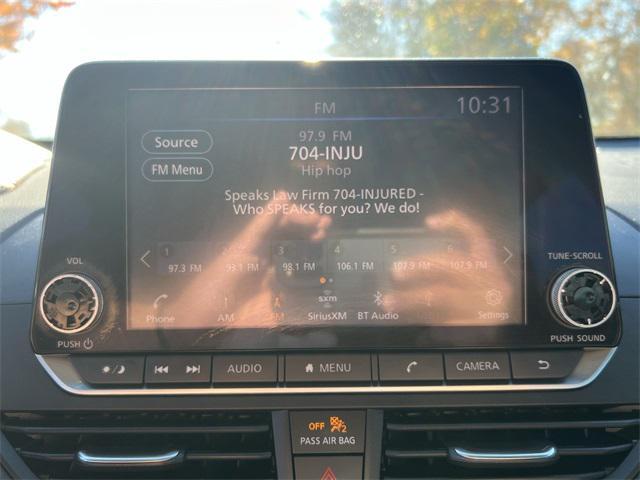 FM
10:31
Source
97.9 FM
704-INJU
FM Menu
Hip hop
Speaks Law Firm 704-INJURED -
Who SPEAKS for you? We do!
1 2 3 4 5 6
97.3 FM 93.1 FM 98.1 FM 106.1 FM 107.9 FM 107.9 FM
sxm
Phone AM FM SiriusXM BT Audio Settings
VOL
PUSH
TUNE·SCROLL
PUSH SOUND
AUDIO MENU CAMERA
OFF 2
PASS AIR BAG